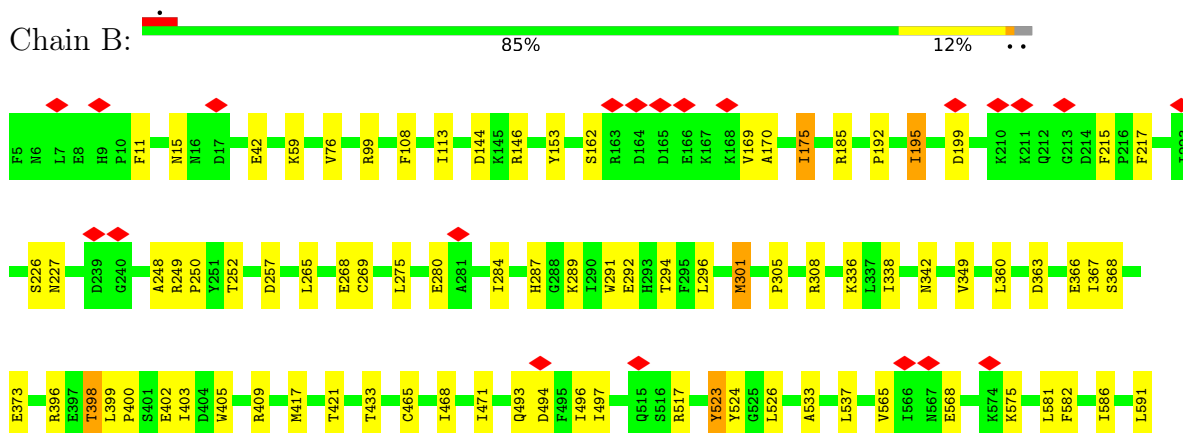 Chain B:
85% 12%
F5 N6 L7 E8 H9 P10 F11 N15 N16 D17 E42 K59 V76 R99 F108 I113 D144 K145 R146 Y153 S162 R163 D164 D165 E166 K167 K168 V169 A170 I175 R185 P192 I195 D199 K210 K211 Q212 G213 D214 F215 P216 F217
S226 N227 D239 G240 A248 R249 P250 Y251 T252 D257 L265 E268 C269 L275 E280 A281 I284 H287 G288 K289 I290 W291 E292 H293 T294 F295 L296 M301 P305 R308 K336 L337 I338 N342 V349 L360 D363 E366 I367 S368
E373 R396 E397 T398 L399 P400 S401 E402 I403 D404 W405 R409 M417 T421 T433 C465 I468 I471 Q493 D494 F495 I496 I497 Q515 S516 R517 Y523 Y524 G525 L526 A533 L537 V565 I566 N567 E568 K574 K575 L581 F582 I586 L591